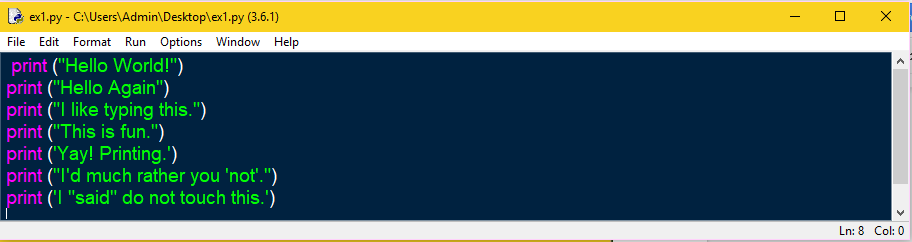 ex1.py - C:\Users\Admin\Desktop\ex1.py (3.6.1)
File Edit Format Run Options Window Help
print ("Hello World!")
print ("Hello Again")
print ("I like typing this.")
print ("This is fun.")
print ('Yay! Printing.')
print ("I'd much rather you 'not'.")
print ('I "said" do not touch this.')
Ln: 8 Col: 0